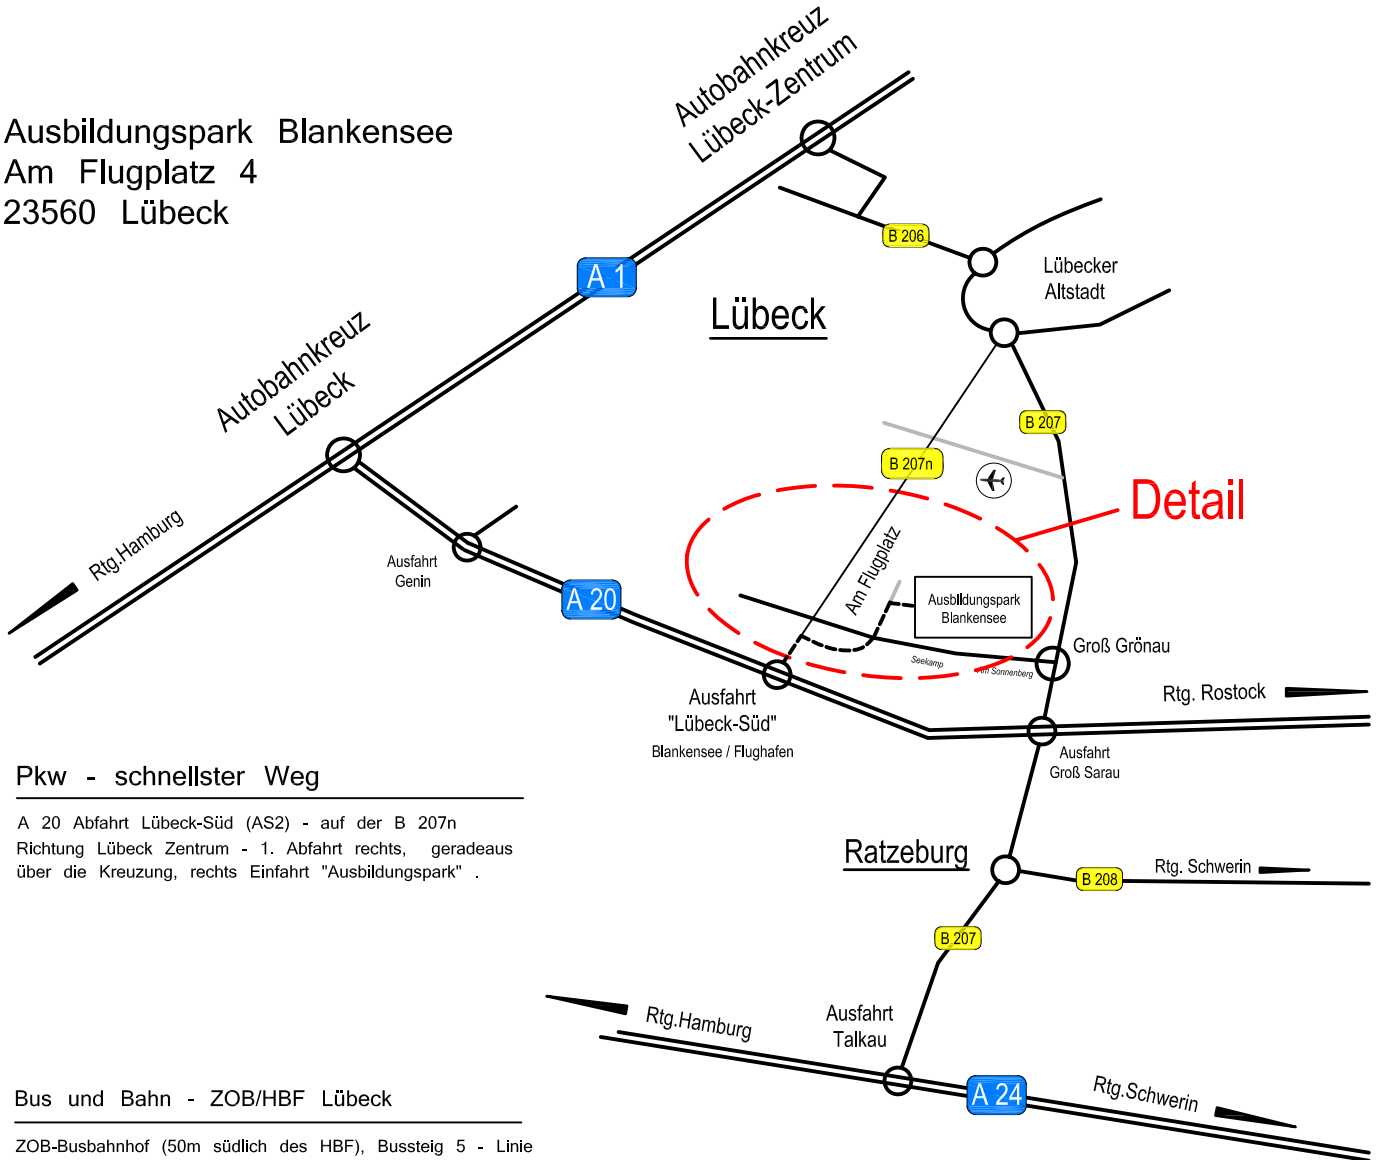 Ausbildungspark Blankensee
Am Flugplatz 4
23560 Lübeck
Autobahnkreuz
Lübeck-Zentrum
B 206
A 1
Lübecker
Altstadt
Lübeck
Autobahnkreuz
Lübeck
B 207
B 207n
Detail
Rtg.Hamburg
Ausfahrt
Genin
A 20
Am Flugplatz
Ausbildungspark
Blankensee
Seekamp
Am Sonnenberg
Groß Grönau
Rtg. Rostock
Ausfahrt
"Lübeck-Süd"
Blankensee / Flughafen
Ausfahrt
Groß Sarau
Pkw - schnellster Weg
A 20 Abfahrt Lübeck-Süd (AS2) - auf der B 207n
Richtung Lübeck Zentrum - 1. Abfahrt rechts, geradeaus
über die Kreuzung, rechts Einfahrt "Ausbildungspark" .
Ratzeburg
Rtg. Schwerin
B 208
B 207
Rtg.Hamburg
Ausfahrt
Talkau
A 24
Rtg.Schwerin
Bus und Bahn - ZOB/HBF Lübeck
ZOB-Busbahnhof (50m südlich des HBF), Bussteig 5 - Linie